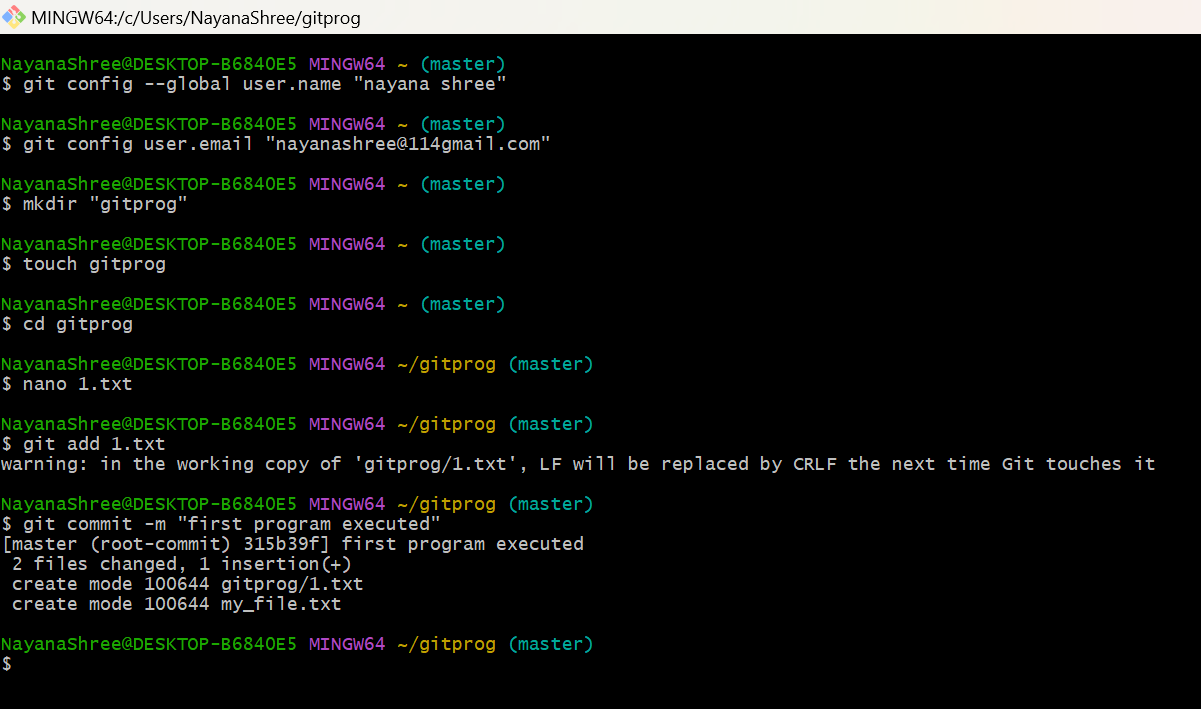 MINGW64:/c/Users/NayanaShree/gitprog
NayanaShree@DESKTOP-B6840E5 MINGW64 ~ (master)
$ git config --global user.name "nayana shree"
NayanaShree@DESKTOP-B6840E5 MINGW64 ~ (master)
$ git config user.email "nayanashree@114gmail.com"
NayanaShree@DESKTOP-B6840E5 MINGW64 ~ (master)
$ mkdir "gitprog"
NayanaShree@DESKTOP-B6840E5 MINGW64 ~ (master)
$ touch gitprog
NayanaShree@DESKTOP-B6840E5 MINGW64 ~ (master)
$ cd gitprog
NayanaShree@DESKTOP-B6840E5 MINGW64 ~/gitprog (master)
$ nano 1.txt
NayanaShree@DESKTOP-B6840E5 MINGW64 ~/gitprog (master)
$ git add 1.txt
warning: in the working copy of 'gitprog/1.txt', LF will be replaced by CRLF the next time Git touches it
NayanaShree@DESKTOP-B6840E5 MINGW64 ~/gitprog (master)
$ git commit -m "first program executed"
[master (root-commit) 315b39f] first program executed
 2 files changed, 1 insertion(+)
 create mode 100644 gitprog/1.txt
 create mode 100644 my_file.txt
NayanaShree@DESKTOP-B6840E5 MINGW64 ~/gitprog (master)
$